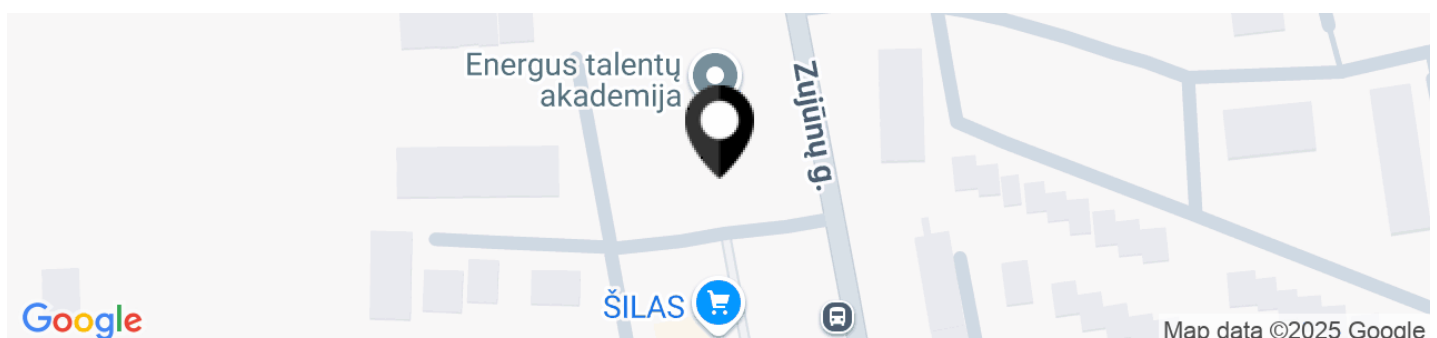 Energus talentų
akademija
Zujūnų g.
ŠILAS
Google
Map data ©2025 Google